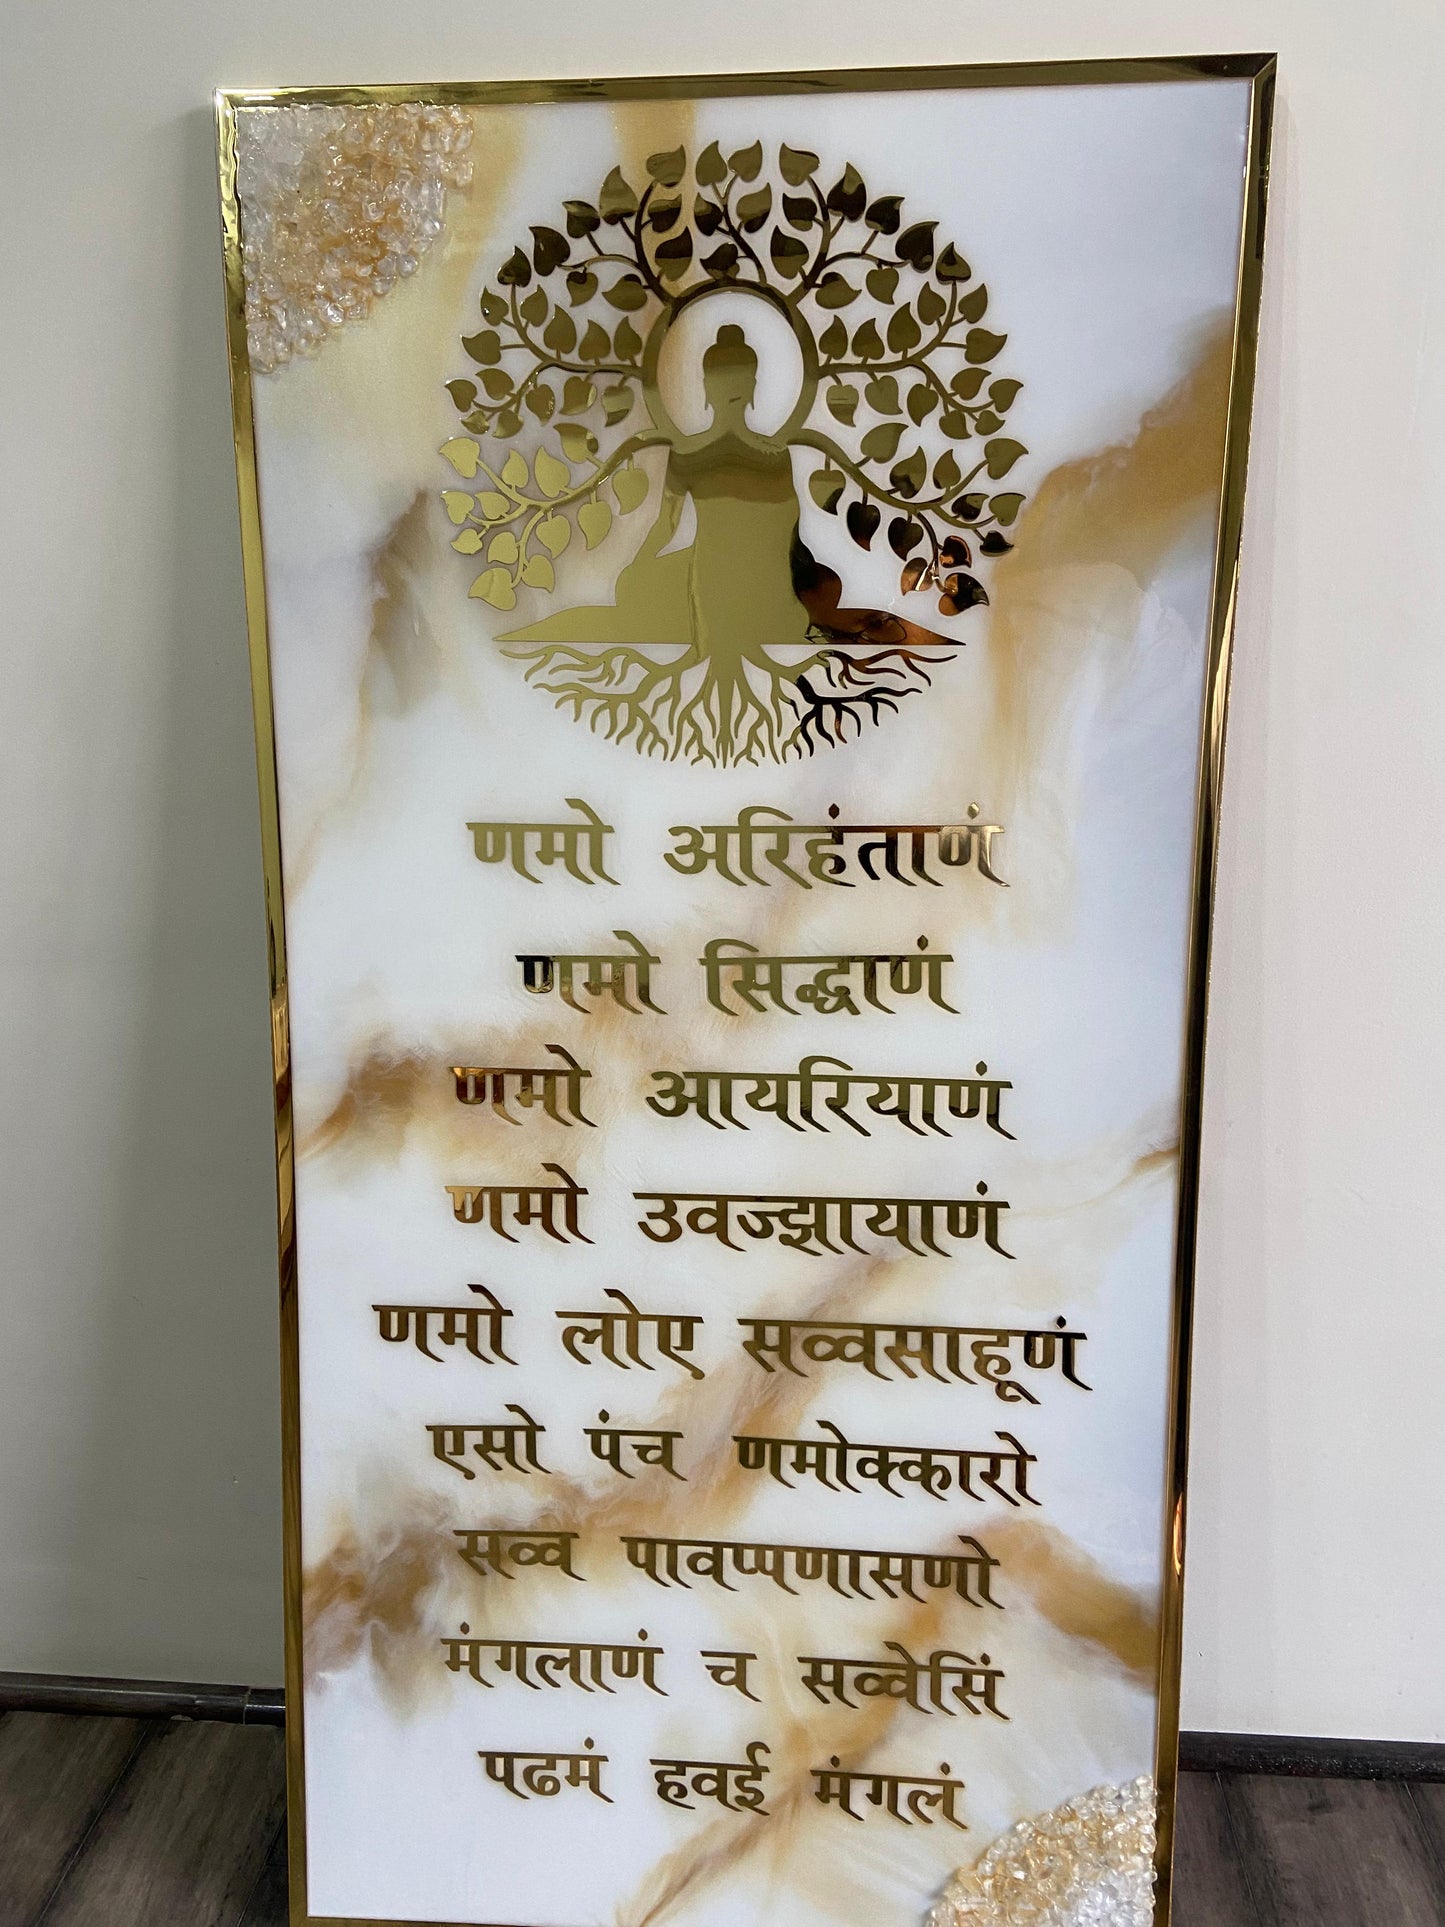 णमो अरिहंताणं
णमो सिद्धाणं
णमो आयरियाणं
णमो उवज्झायाणं
णमो लोए सव्वसाहूणं
एसो पंच णमोक्कारो
सव्व पावप्पणासणो
मंगलाणं च सव्वेसिं
पढमं हवई मंगलं